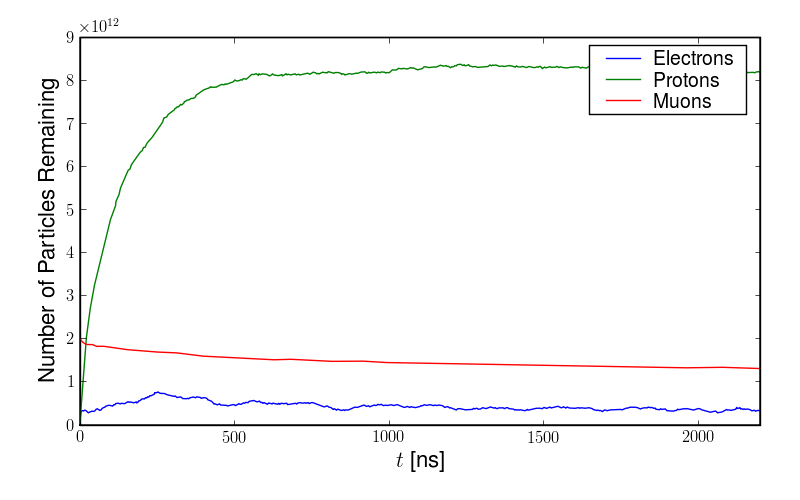 ×10¹²
9
8
7
6
5
4
3
2
1
0
Number of Particles Remaining
Electrons
Protons
Muons
0 500 1000 1500 2000
t [ns]